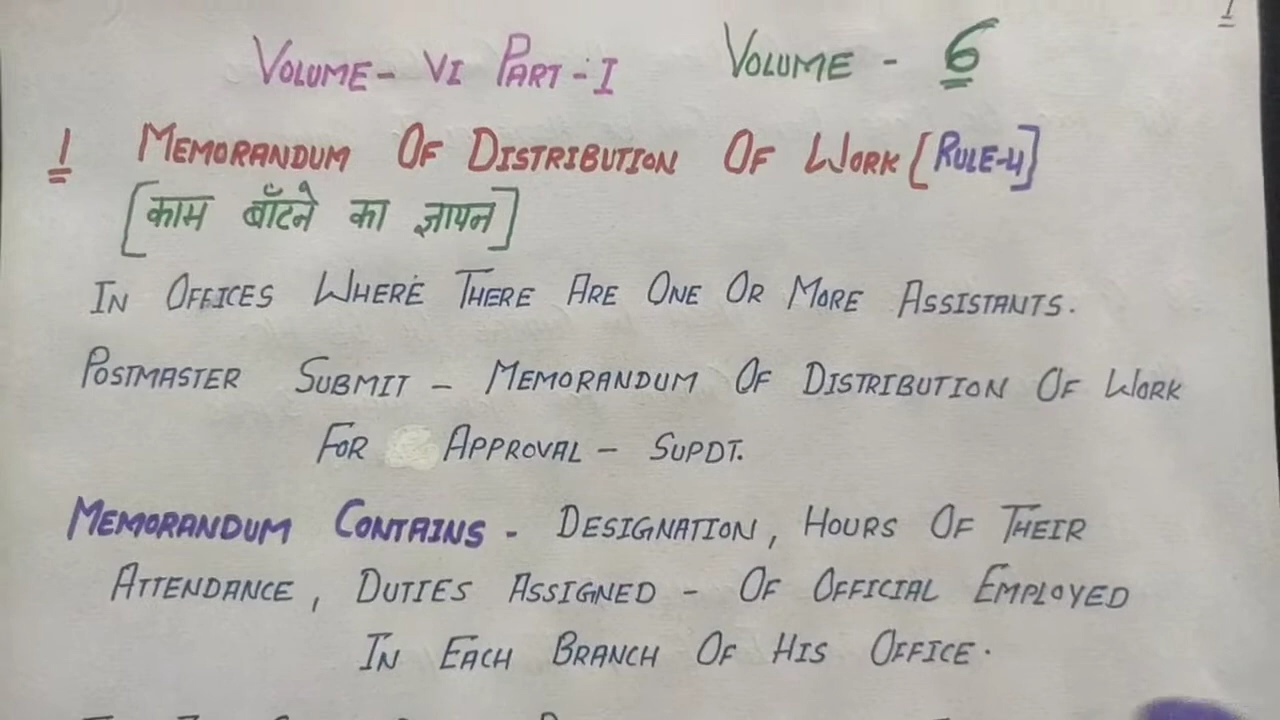 1
VOLUME- VI PART-I VOLUME - 6
1 MEMORANDUM OF DISTRIBUTION OF WORK [RULE-4]
[काम बाँटने का ज्ञापन]
IN OFFICES WHERE THERE ARE ONE OR MORE ASSISTANTS.
POSTMASTER SUBMIT - MEMORANDUM OF DISTRIBUTION OF WORK
FOR APPROVAL - SUPDT.
MEMORANDUM CONTAINS - DESIGNATION, HOURS OF THEIR
ATTENDANCE, DUTIES ASSIGNED - OF OFFICIAL EMPLOYED
IN EACH BRANCH OF HIS OFFICE.